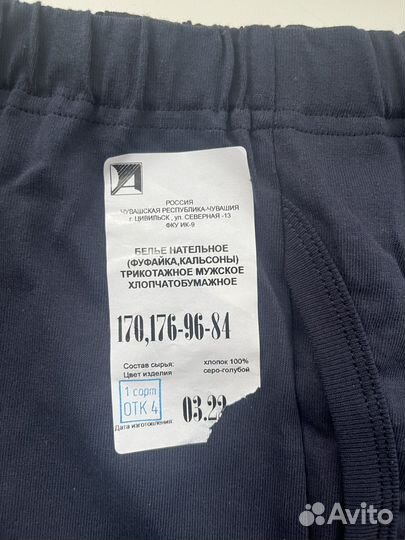 РОССИЯ
ЧУВАШСКАЯ РЕСПУБЛИКА-ЧУВАШИЯ
г. ЦИВИЛЬСК , ул. СЕВЕРНАЯ -13
ФКУ ИК-9
БЕЛЬЕ НАТЕЛЬНОЕ
(ФУФАЙКА,КАЛЬСОНЫ)
ТРИКОТАЖНОЕ МУЖСКОЕ
ХЛОПЧАТОБУМАЖНОЕ
170,176-96-84
Состав сырья: хлопок 100%
Цвет изделия серо-голубой
1 сорт
ОТК 4
Дата изготовления: 03.22
Avito